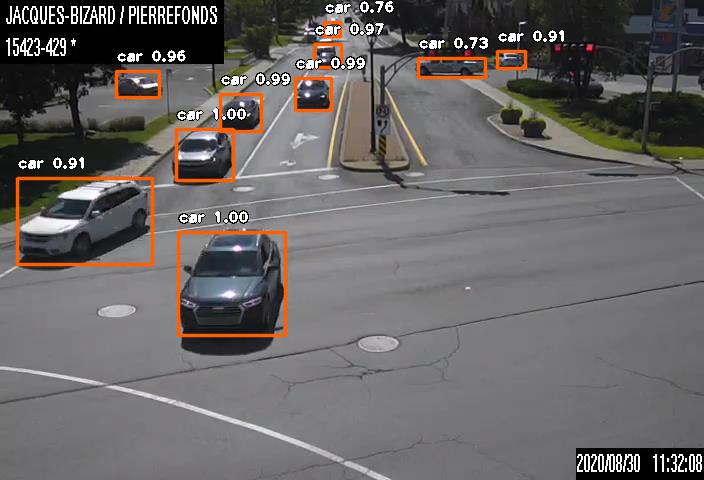 JACQUES-BIZARD / PIERREFONDS
15423-429 *
car 0.76
car 0.97
car 0.73
car 0.91
car 0.96
car 0.99
car 0.99
car 1.00
car 0.91
car 1.00
2020/08/30 11:32:08